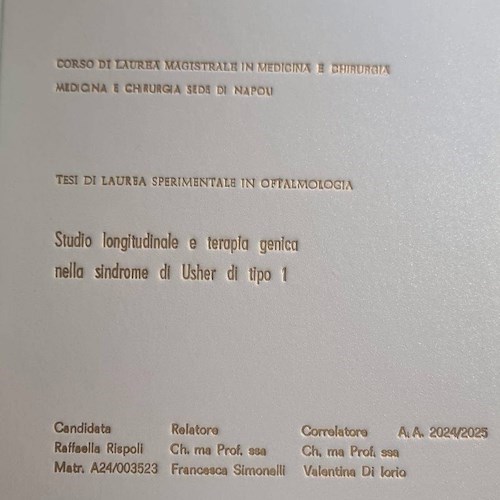 CORSO DI LAUREA MAGISTRALE IN MEDICINA E CHIRURGIA
MEDICINA E CHIRURGIA SEDE DI NAPOLI
TESI DI LAUREA SPERIMENTALE IN OFTALMOLOGIA
Studio longitudinale e terapia genica
nella sindrome di Usher di tipo 1
Candidata Relatore Correlatore A. A. 2024/2025
Raffaella Rispoli Ch. ma Prof. ssa Ch. ma Prof. ssa
Matr. A24/003523 Francesca Simonelli Valentina Di Iorio